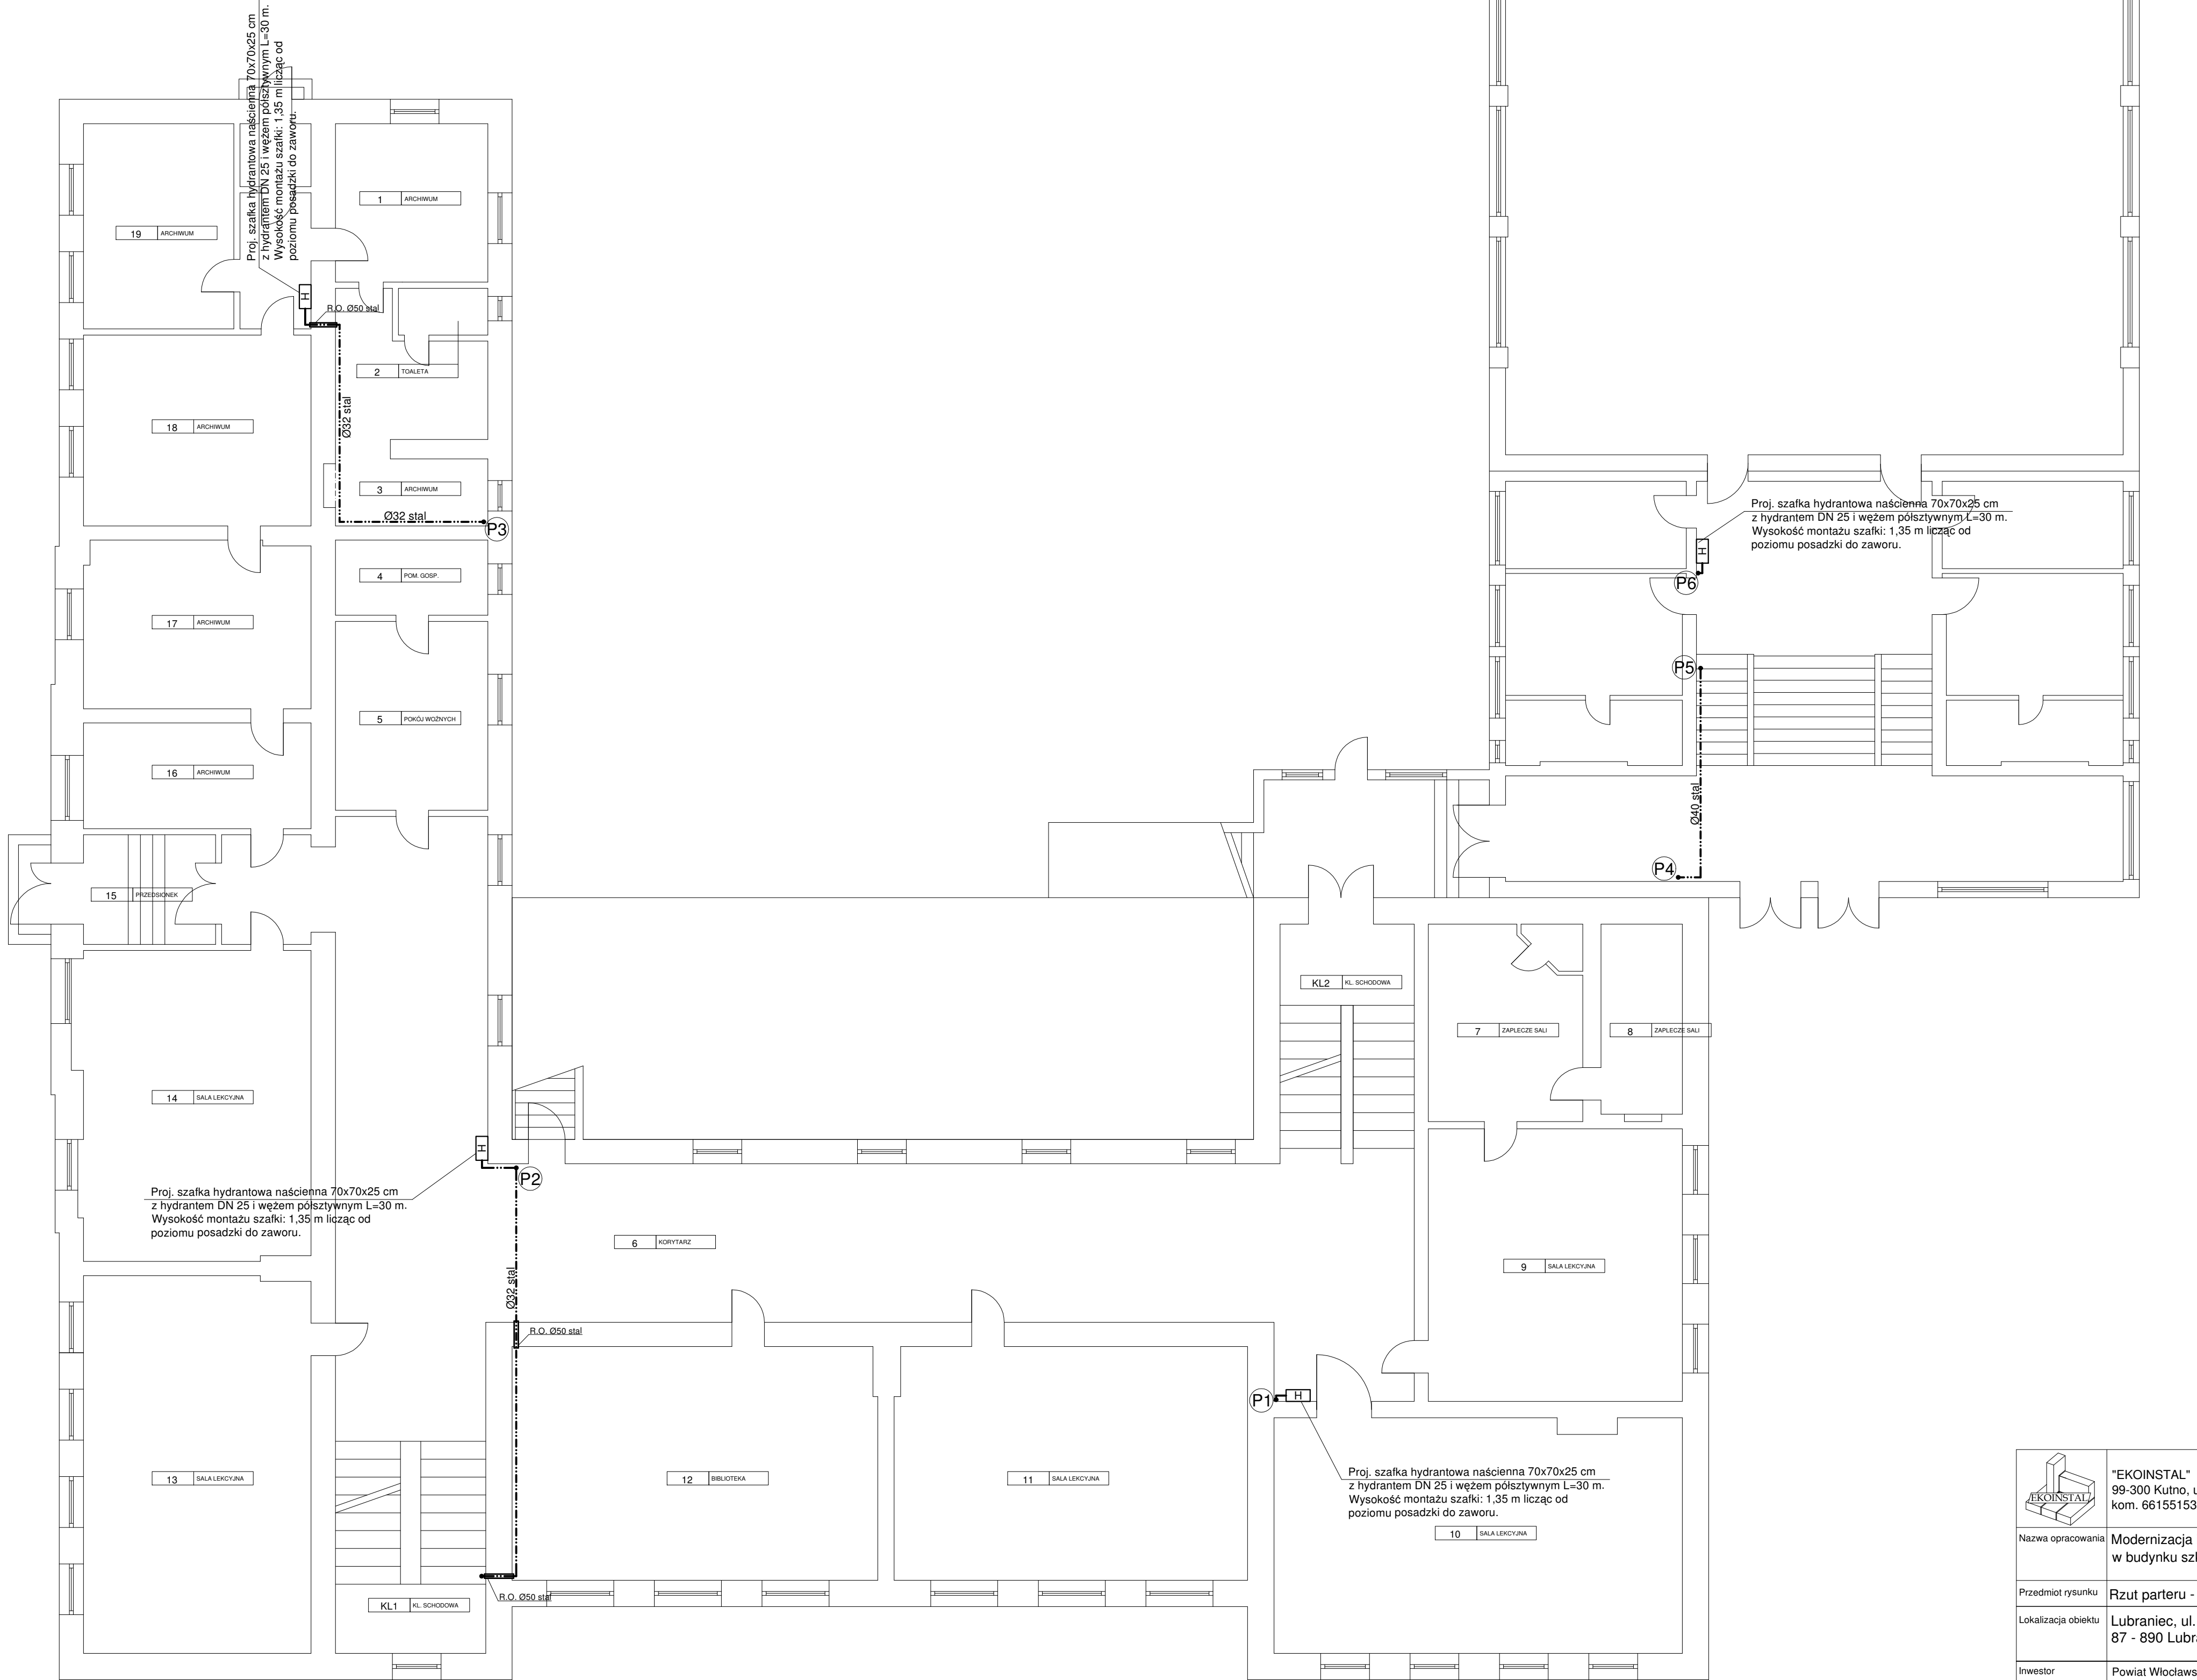 Proj. szafka hydrantowa naścienna 70x70x25 cm
z hydrantem DN 25 i wężem półsztywnym L=30 m.
Wysokość montażu szafki: 1,35 m licząc od
poziomu posadzki do zaworu.
1 ARCHIWUM
19 ARCHIWUM
H
R.O. Ø50 stal
2 TOALETA
18 ARCHIWUM
Ø32 stal
3 ARCHIWUM
Ø32 stal
P3
Proj. szafka hydrantowa naścienna 70x70x25 cm
z hydrantem DN 25 i wężem półsztywnym L=30 m.
Wysokość montażu szafki: 1,35 m licząc od
poziomu posadzki do zaworu.
H
P6
4 POM. GOSP.
17 ARCHIWUM
P5
5 POKÓJ WOŹNYCH
16 ARCHIWUM
Ø40 stal
P4
15 PRZEDSIONEK
KL2 KL. SCHODOWA
7 ZAPLECZE SALI
8 ZAPLECZE SALI
14 SALA LEKCYJNA
H
P2
Proj. szafka hydrantowa naścienna 70x70x25 cm
z hydrantem DN 25 i wężem półsztywnym L=30 m.
Wysokość montażu szafki: 1,35 m licząc od
poziomu posadzki do zaworu.
6 KORYTARZ
9 SALA LEKCYJNA
Ø32 stal
R.O. Ø50 stal
P1
H
13 SALA LEKCYJNA
12 BIBLIOTEKA
11 SALA LEKCYJNA
Proj. szafka hydrantowa naścienna 70x70x25 cm
z hydrantem DN 25 i wężem półsztywnym L=30 m.
Wysokość montażu szafki: 1,35 m licząc od
poziomu posadzki do zaworu.
10 SALA LEKCYJNA
R.O. Ø50 stal
KL1 KL. SCHODOWA
EKOINSTAL
"EKOINSTAL"
99-300 Kutno, u
kom. 66155153
Nazwa opracowania Modernizacja
w budynku szk
Przedmiot rysunku Rzut parteru -
Lokalizacja obiektu Lubraniec, ul.
87 - 890 Lubra
Inwestor Powiat Włocławs